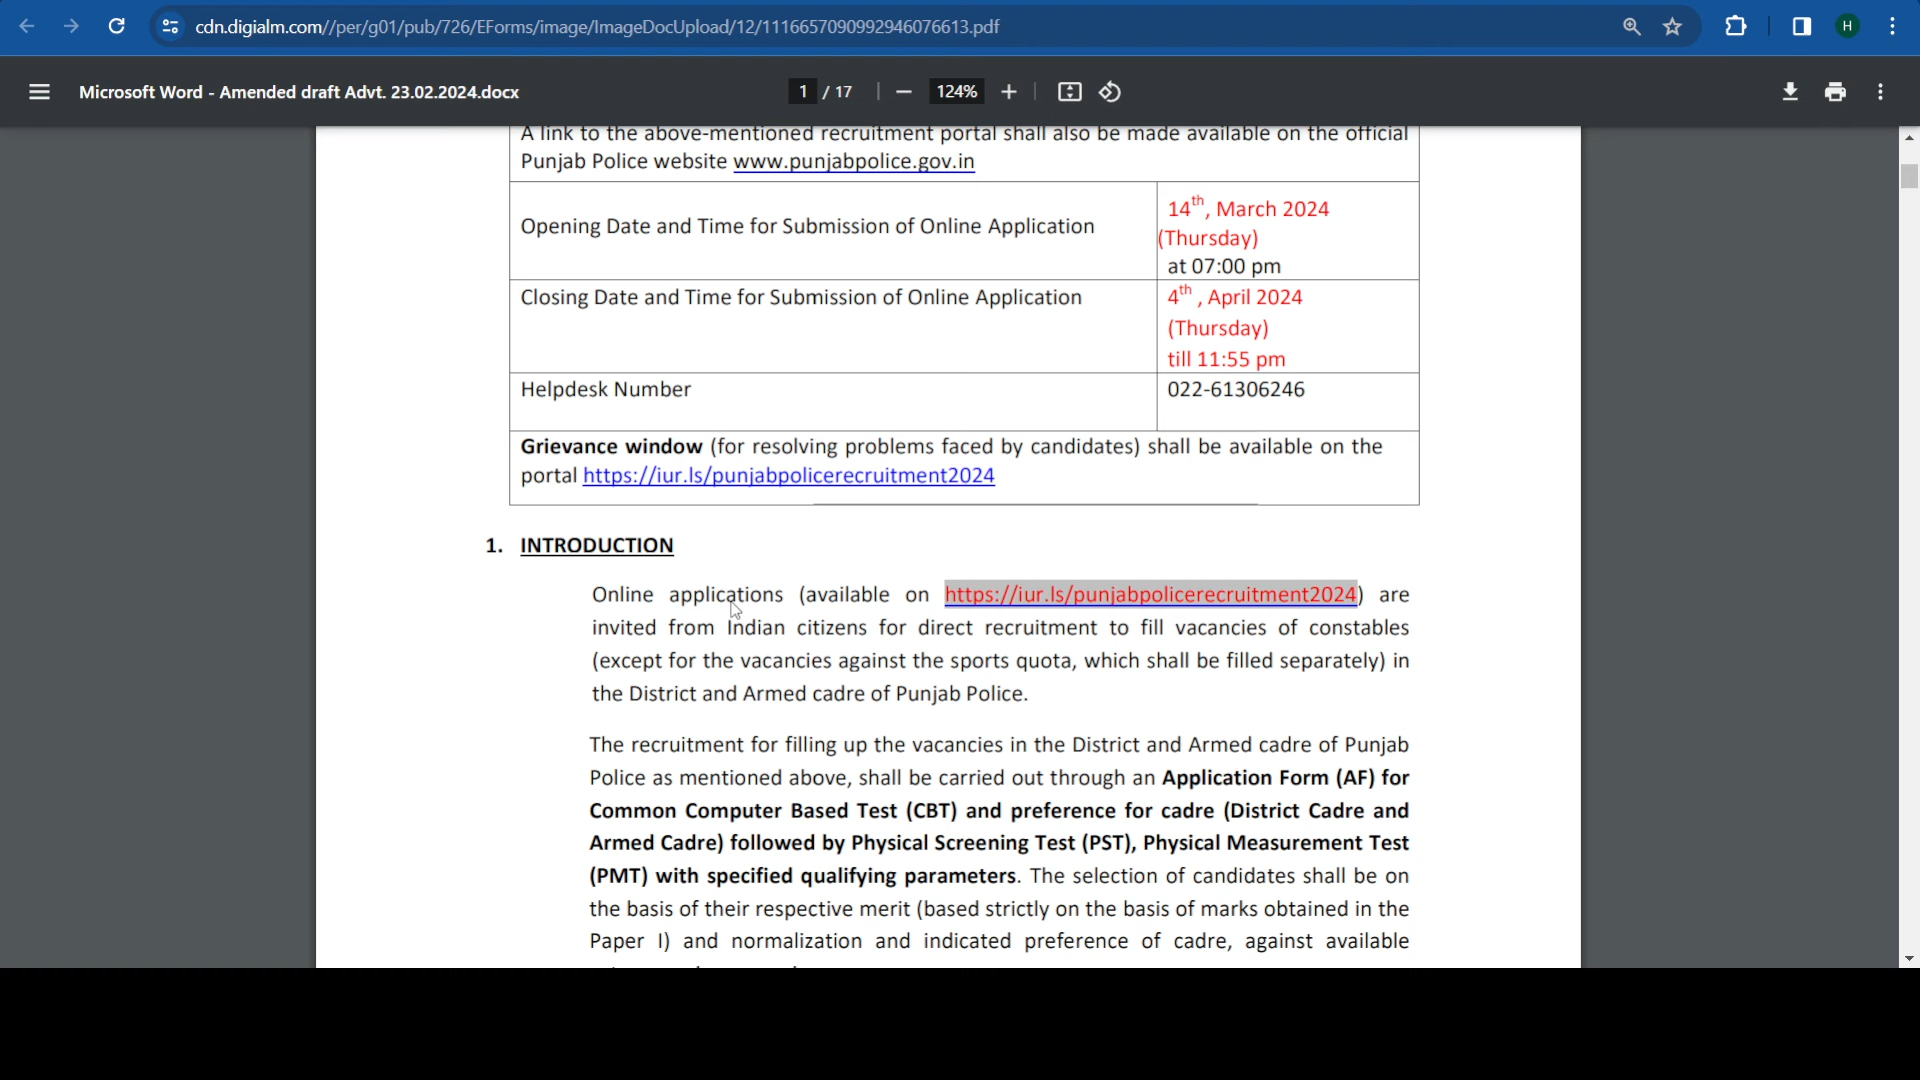 cdn.digialm.com//per/g01/pub/726/EForms/image/ImageDocUpload/12/1116657090992946076613.pdf
H
Microsoft Word - Amended draft Advt. 23.02.2024.docx
1 / 17
124%
A link to the above-mentioned recruitment portal shall also be made available on the official
Punjab Police website www.punjabpolice.gov.in
Opening Date and Time for Submission of Online Application
14th, March 2024
(Thursday)
at 07:00 pm
Closing Date and Time for Submission of Online Application
4th , April 2024
(Thursday)
till 11:55 pm
Helpdesk Number
022-61306246
Grievance window (for resolving problems faced by candidates) shall be available on the
portal https://iur.ls/punjabpolicerecruitment2024
1. INTRODUCTION
Online applications (available on https://iur.ls/punjabpolicerecruitment2024) are
invited from Indian citizens for direct recruitment to fill vacancies of constables
(except for the vacancies against the sports quota, which shall be filled separately) in
the District and Armed cadre of Punjab Police.
The recruitment for filling up the vacancies in the District and Armed cadre of Punjab
Police as mentioned above, shall be carried out through an Application Form (AF) for
Common Computer Based Test (CBT) and preference for cadre (District Cadre and
Armed Cadre) followed by Physical Screening Test (PST), Physical Measurement Test
(PMT) with specified qualifying parameters. The selection of candidates shall be on
the basis of their respective merit (based strictly on the basis of marks obtained in the
Paper I) and normalization and indicated preference of cadre, against available